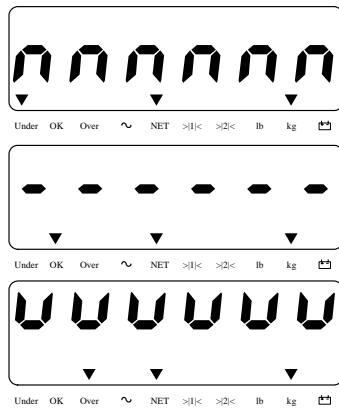 n n n n n n
Under OK Over ~ NET >|1|< >|2|< lb kg
- - - - - -
Under OK Over ~ NET >|1|< >|2|< lb kg
u u u u u u
Under OK Over ~ NET >|1|< >|2|< lb kg